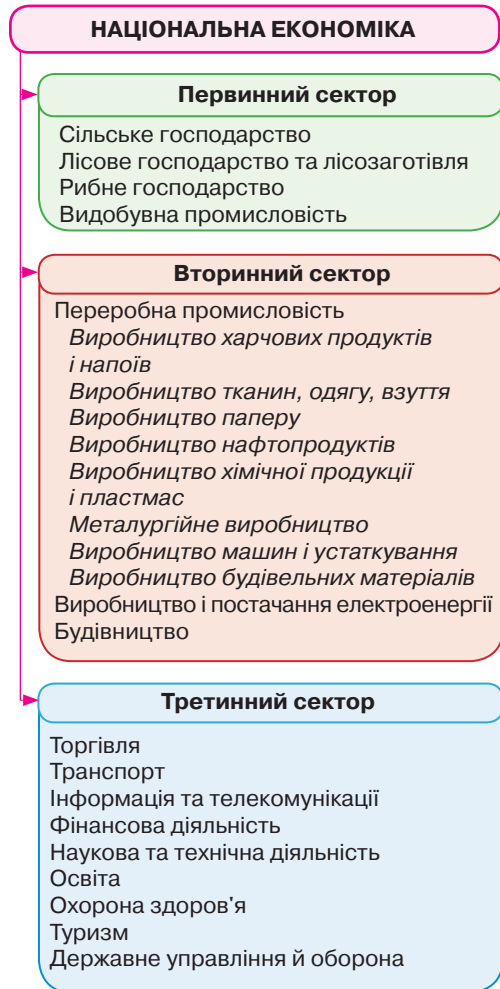 НАЦІОНАЛЬНА ЕКОНОМІКА
Первинний сектор
Сільське господарство
Лісове господарство та лісозаготівля
Рибне господарство
Видобувна промисловість
Вторинний сектор
Переробна промисловість
Виробництво харчових продуктів
і напоїв
Виробництво тканин, одягу, взуття
Виробництво паперу
Виробництво нафтопродуктів
Виробництво хімічної продукції
і пластмас
Металургійне виробництво
Виробництво машин і устаткування
Виробництво будівельних матеріалів
Виробництво і постачання електроенергії
Будівництво
Третинний сектор
Торгівля
Транспорт
Інформація та телекомунікації
Фінансова діяльність
Наукова та технічна діяльність
Освіта
Охорона здоров'я
Туризм
Державне управління й оборона